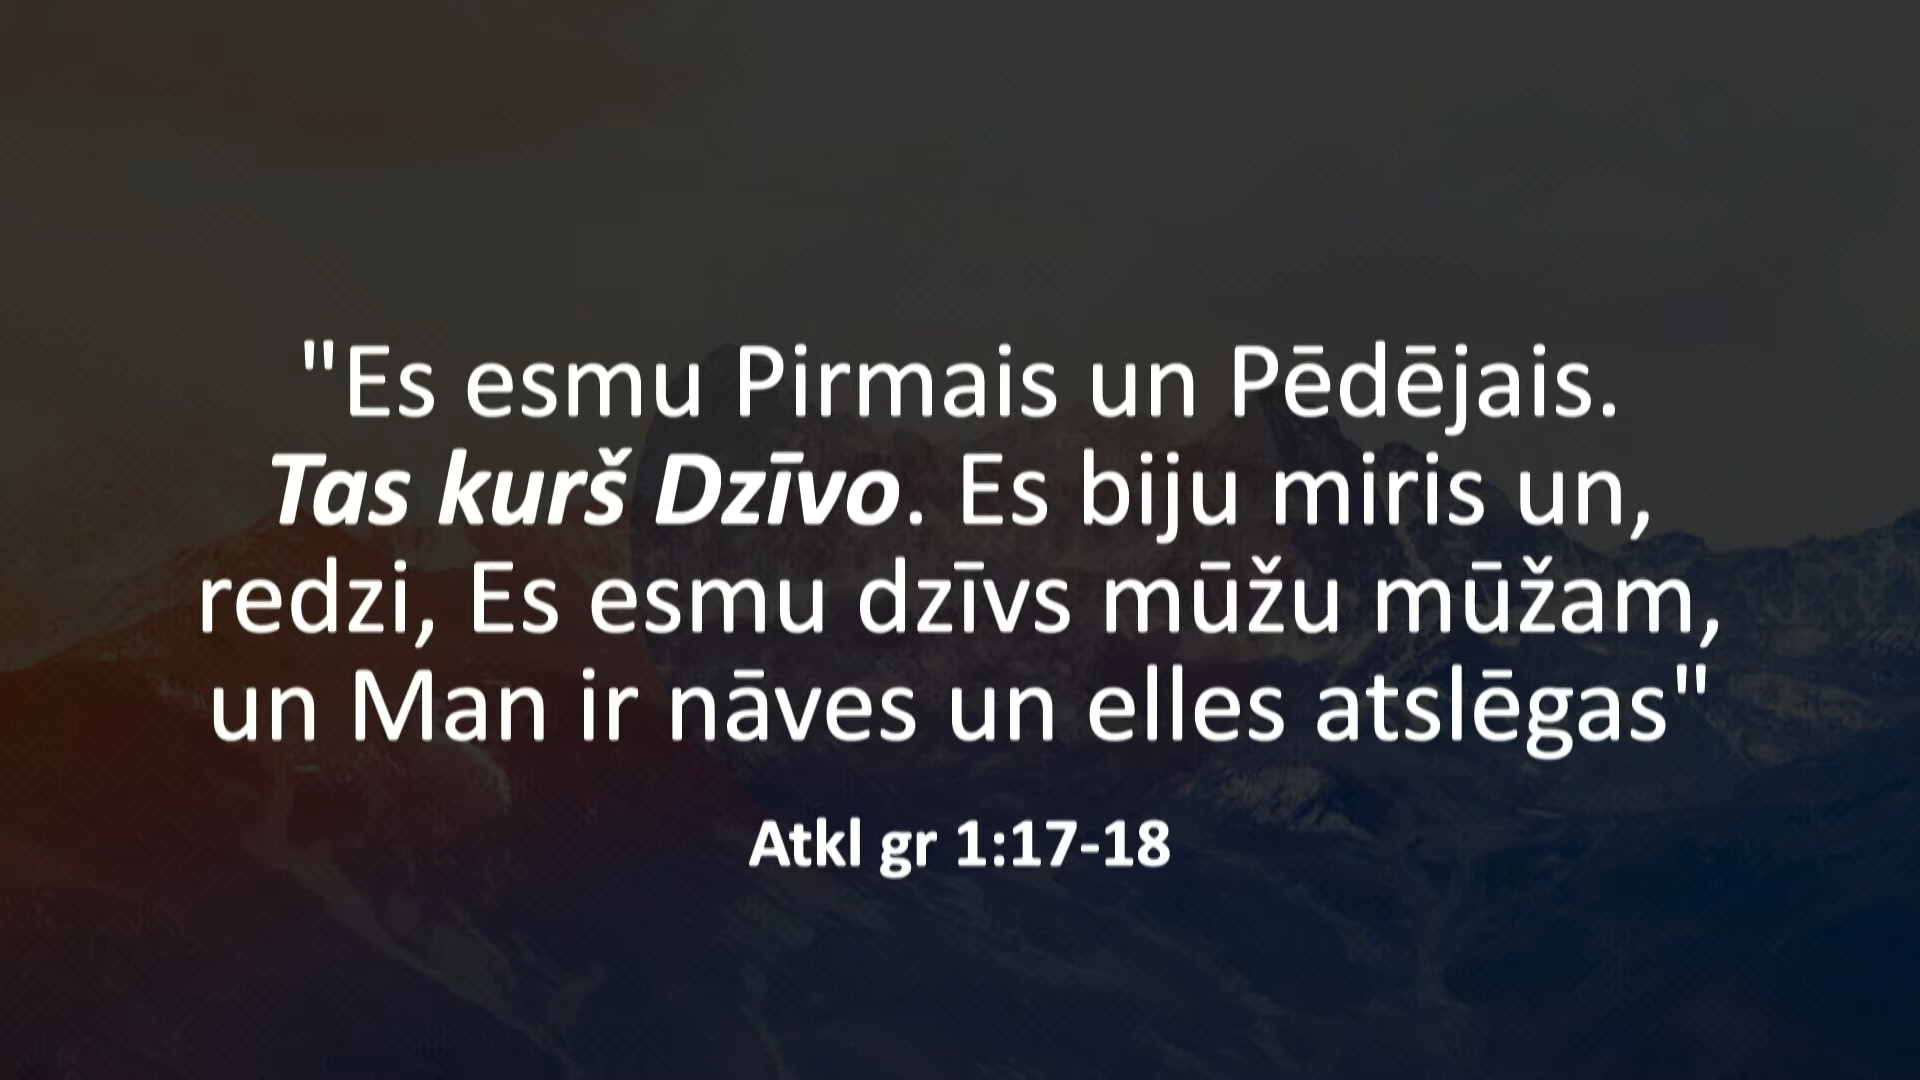 "Es esmu Pirmais un Pēdējais.
Tas kurš Dzīvo. Es biju miris un,
redzi, Es esmu dzīvs mūžu mūžam,
un Man ir nāves un elles atslēgas"
Atkl gr 1:17-18